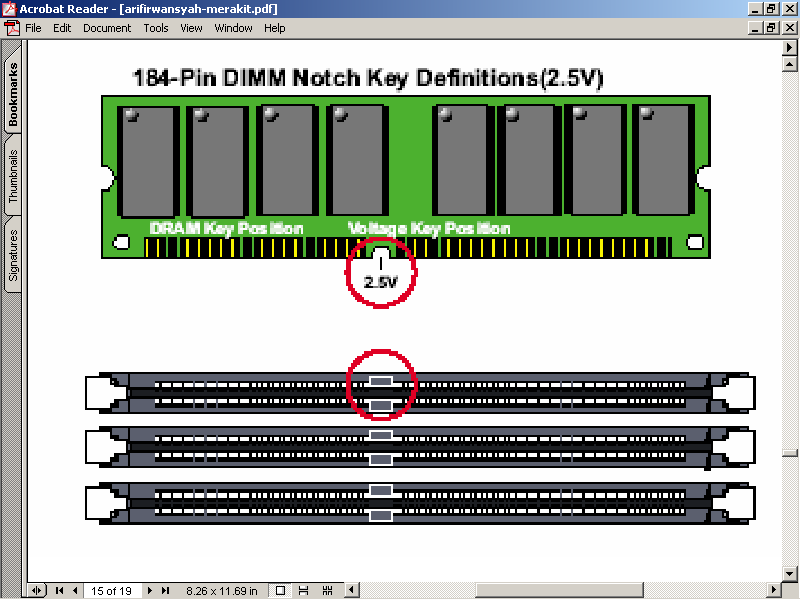 Acrobat Reader - [arifirwansyah-merakit.pdf]
File Edit Document Tools View Window Help
Bookmarks
Thumbnails
Signatures
184-Pin DIMM Notch Key Definitions(2.5V)
DRAM Key Position Voltage Key Position
2.5V
15 of 19 8.26 x 11.69 in